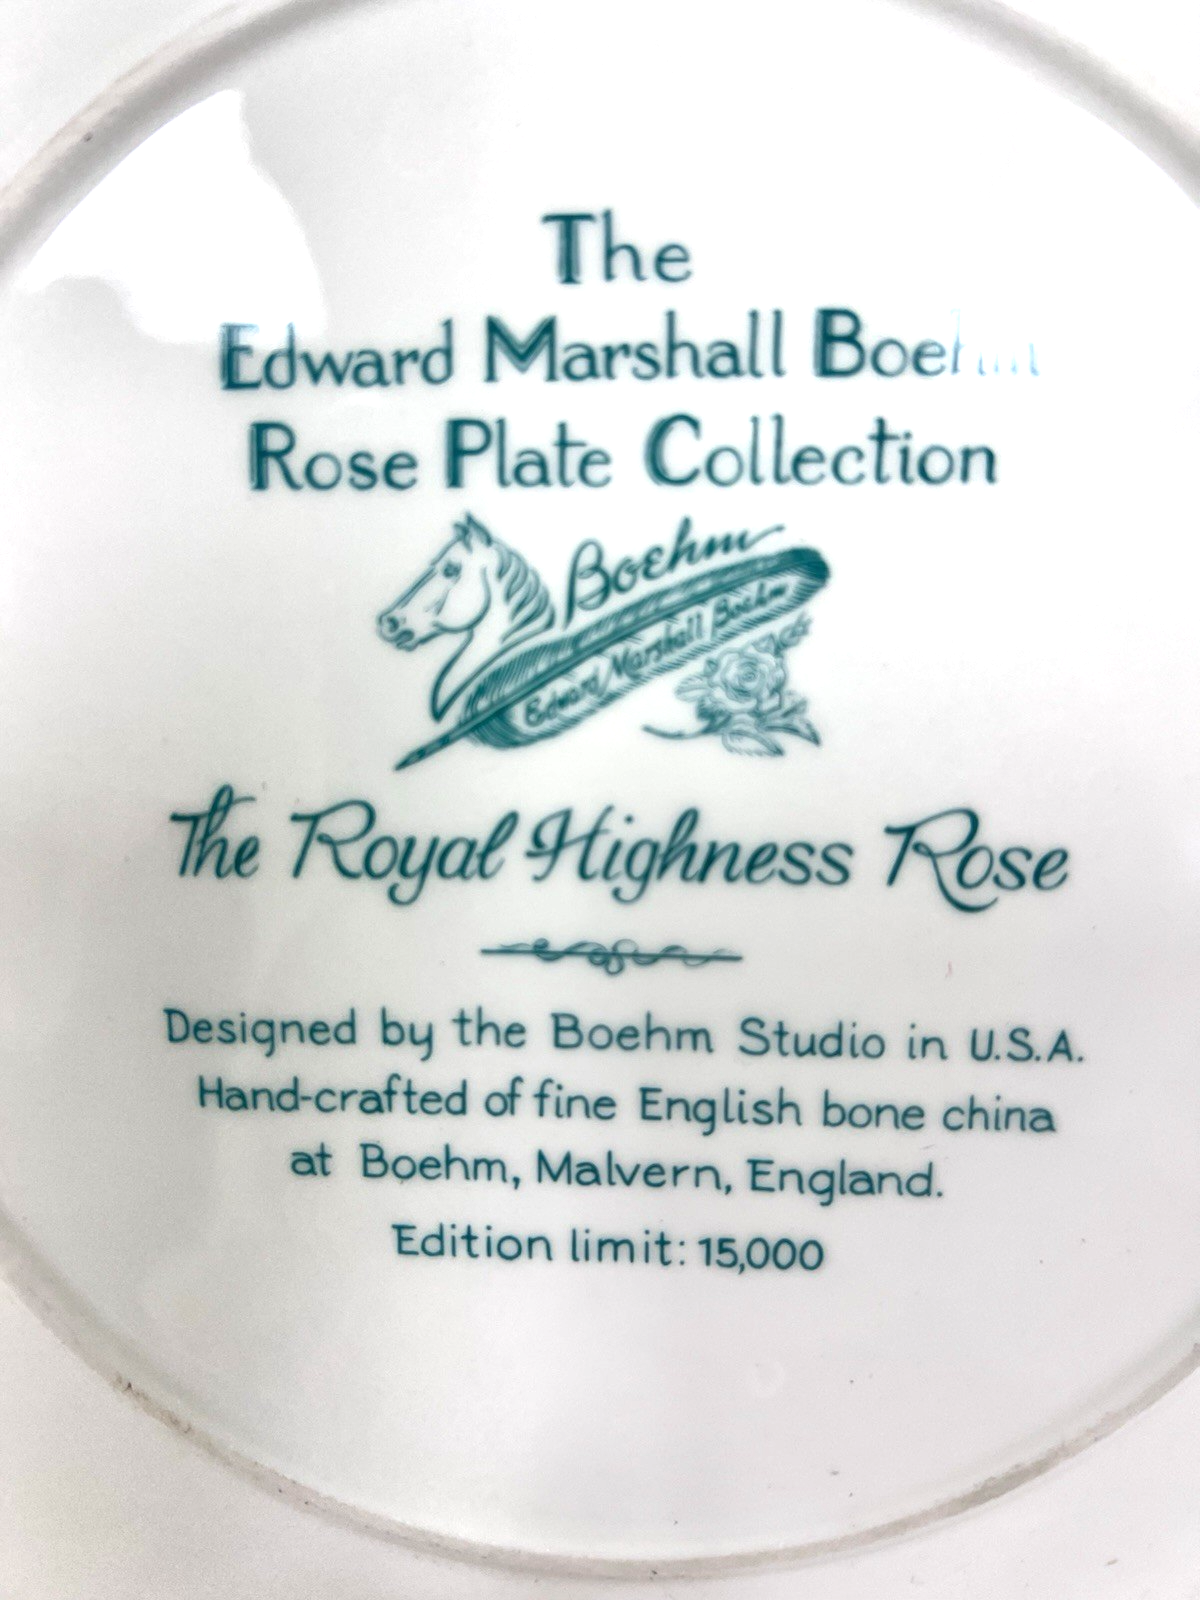 The
Edward Marshall Boehm
Rose Plate Collection
Boehm
Edward Marshall Boehm
The Royal Highness Rose
Designed by the Boehm Studio in U.S.A.
Hand-crafted of fine English bone china
at Boehm, Malvern, England.
Edition limit: 15,000